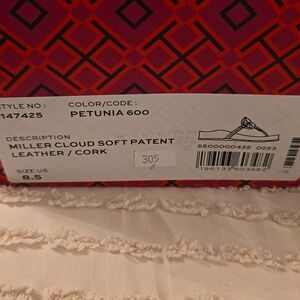 STYLE NO:
147425
COLOR/CODE:
PETUNIA 600
DESCRIPTION
MILLER CLOUD SOFT PATENT
LEATHER / CORK
305
SIZE US
8.5
5500000422 0223